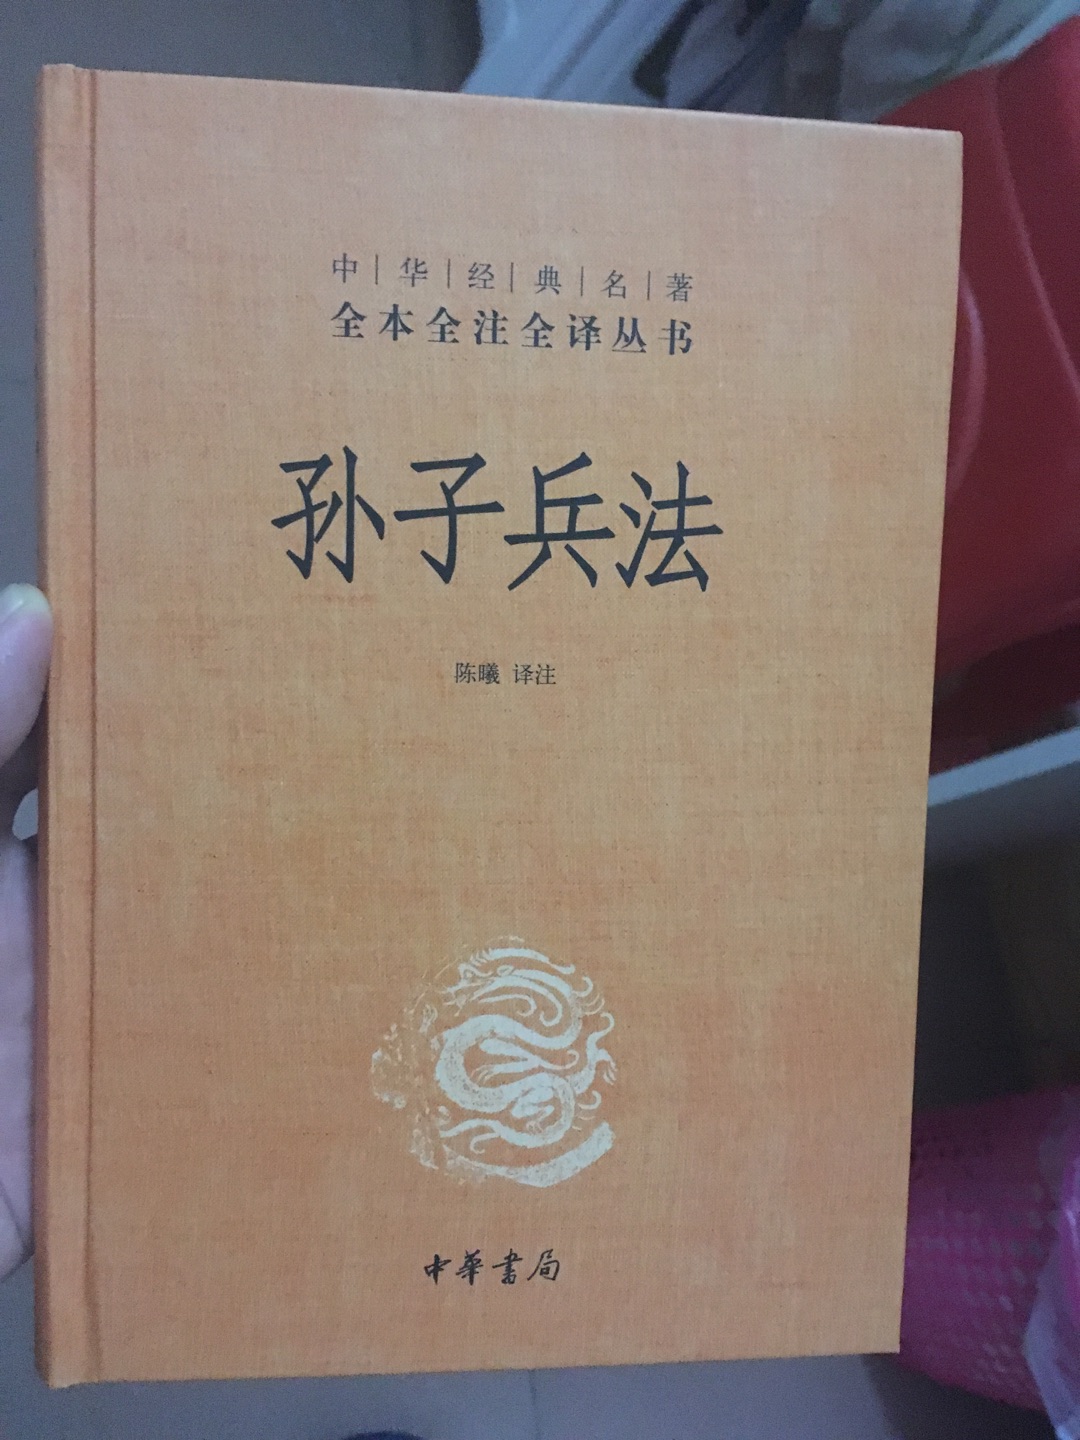 中|华|经|典|名|著
全本全注全译丛书
孙子兵法
陈曦 译注
中華書局